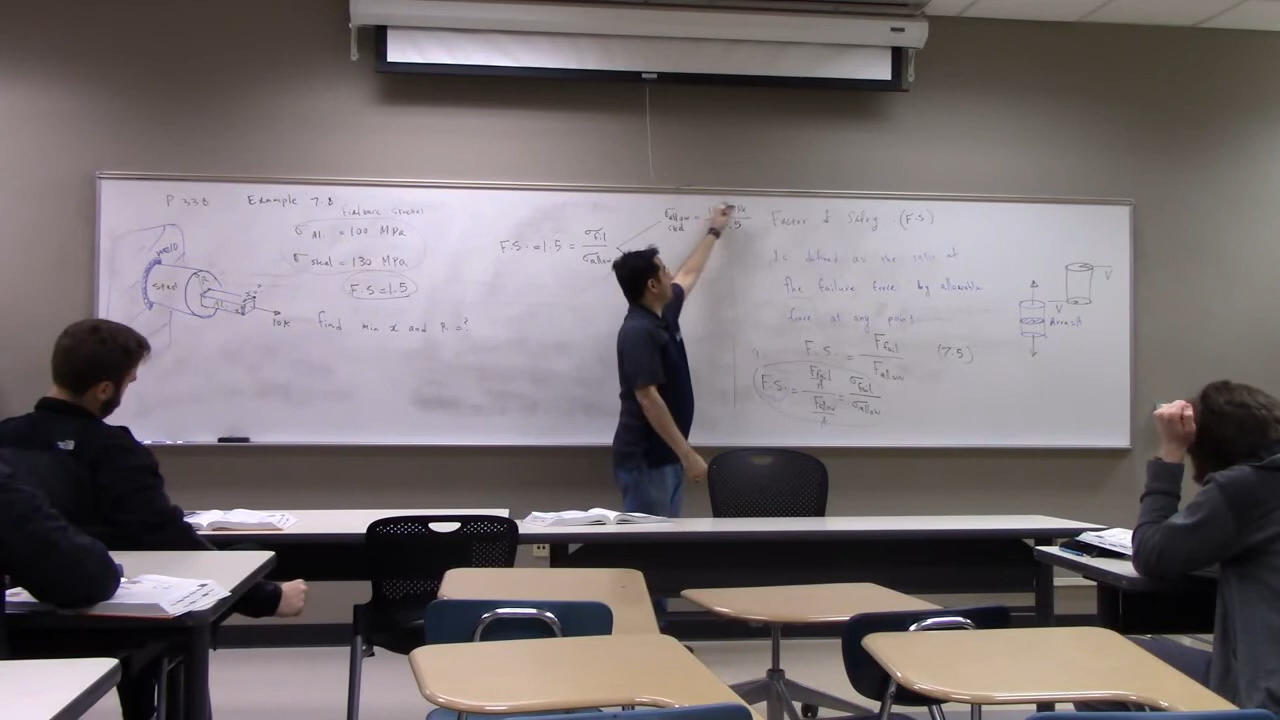 P 338 Example 7.8
Failure stresses
σ Al. = 100 MPa
σ steel = 130 MPa
F.S = 1.5
find min x and R = ?
steel
Al
10K
F.S. = 1.5 = σfail / σallow
σallow steel =
Factor of Safety (F.S)
Is defined as the ratio of
the failure force by allowable
force at any point
F.S. = Ffail / Fallow (7.5)
F.S. = Ffail/A / Fallow/A = σfail / σallow
Area=A
V
V